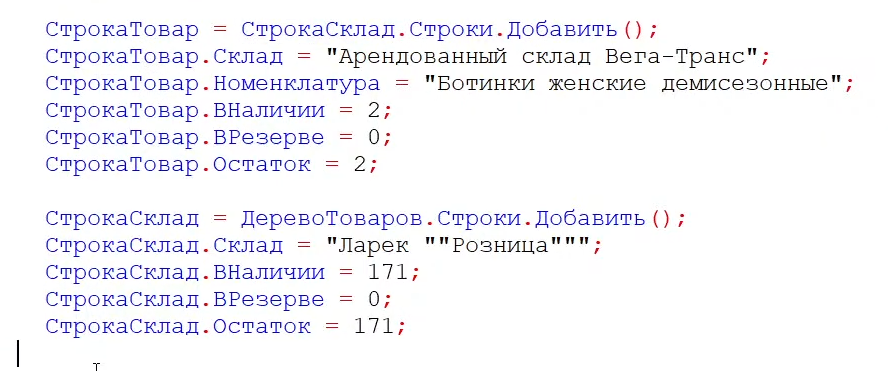 СтрокаТовар = СтрокаСклад.Строки.Добавить();
СтрокаТовар.Склад = "Арендованный склад Вега-Транс";
СтрокаТовар.Номенклатура = "Ботинки женские демисезонные";
СтрокаТовар.ВНаличии = 2;
СтрокаТовар.ВРезерве = 0;
СтрокаТовар.Остаток = 2;
СтрокаСклад = ДеревоТоваров.Строки.Добавить();
СтрокаСклад.Склад = "Ларек ""Розница""";
СтрокаСклад.ВНаличии = 171;
СтрокаСклад.ВРезерве = 0;
СтрокаСклад.Остаток = 171;